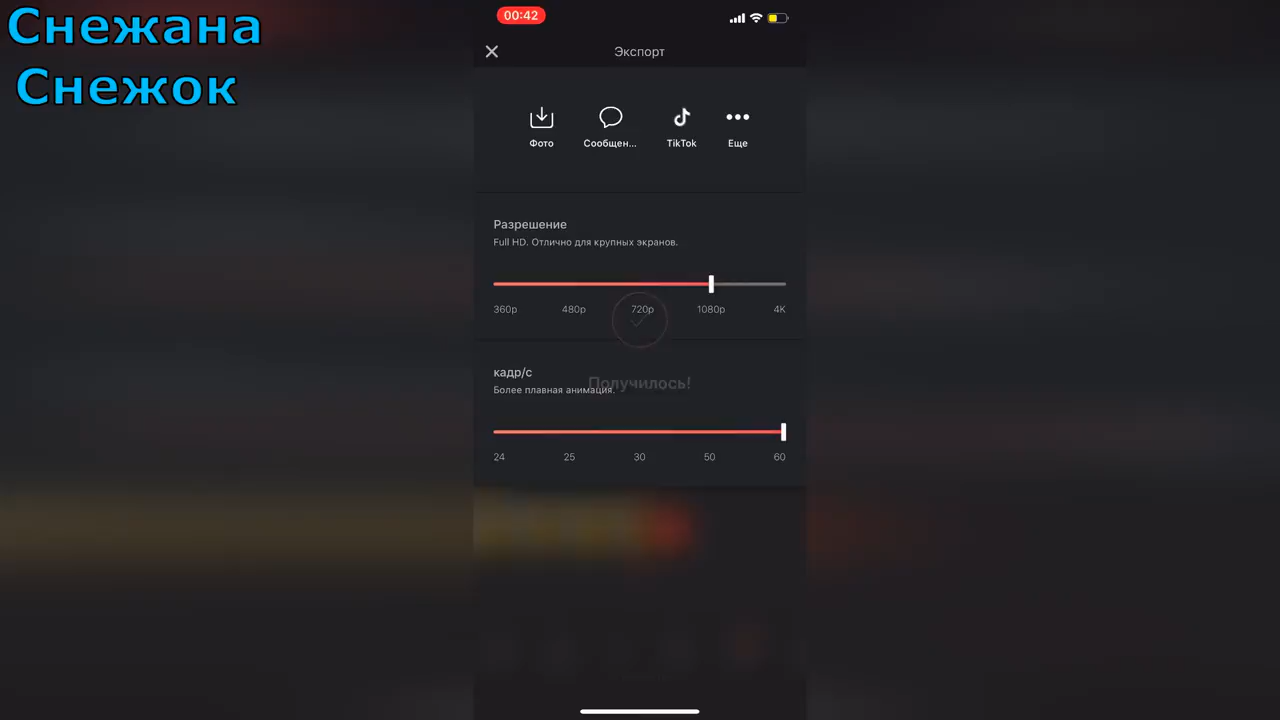 Снежана
Снежок
00:42
Экспорт
Фото
Сообщен...
TikTok
Еще
Разрешение
Full HD. Отлично для крупных экранов.
360p
480p
720p
1080p
4K
кадр/с
Получилось!
Более плавная анимация.
24
25
30
50
60